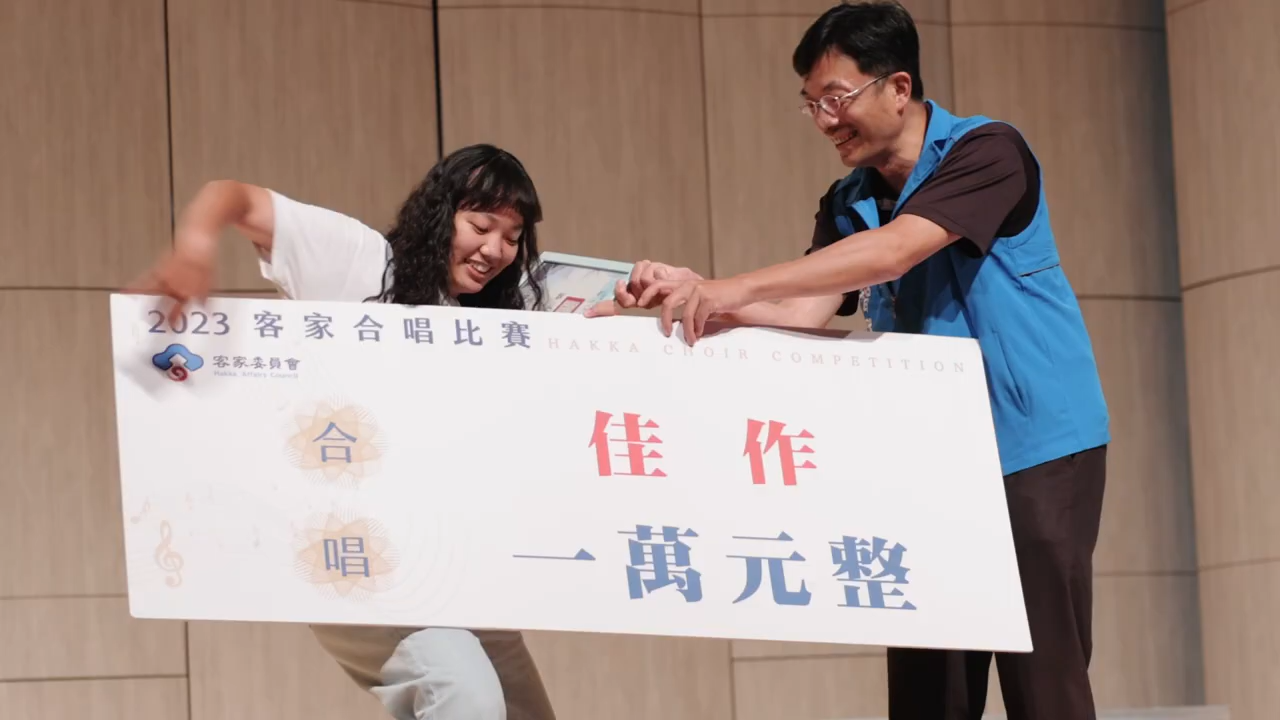 2023 客家合唱比賽 HAKKA CHOIR COMPETITION
客家委員會
Hakka Affairs Council
合唱
佳作
一萬元整